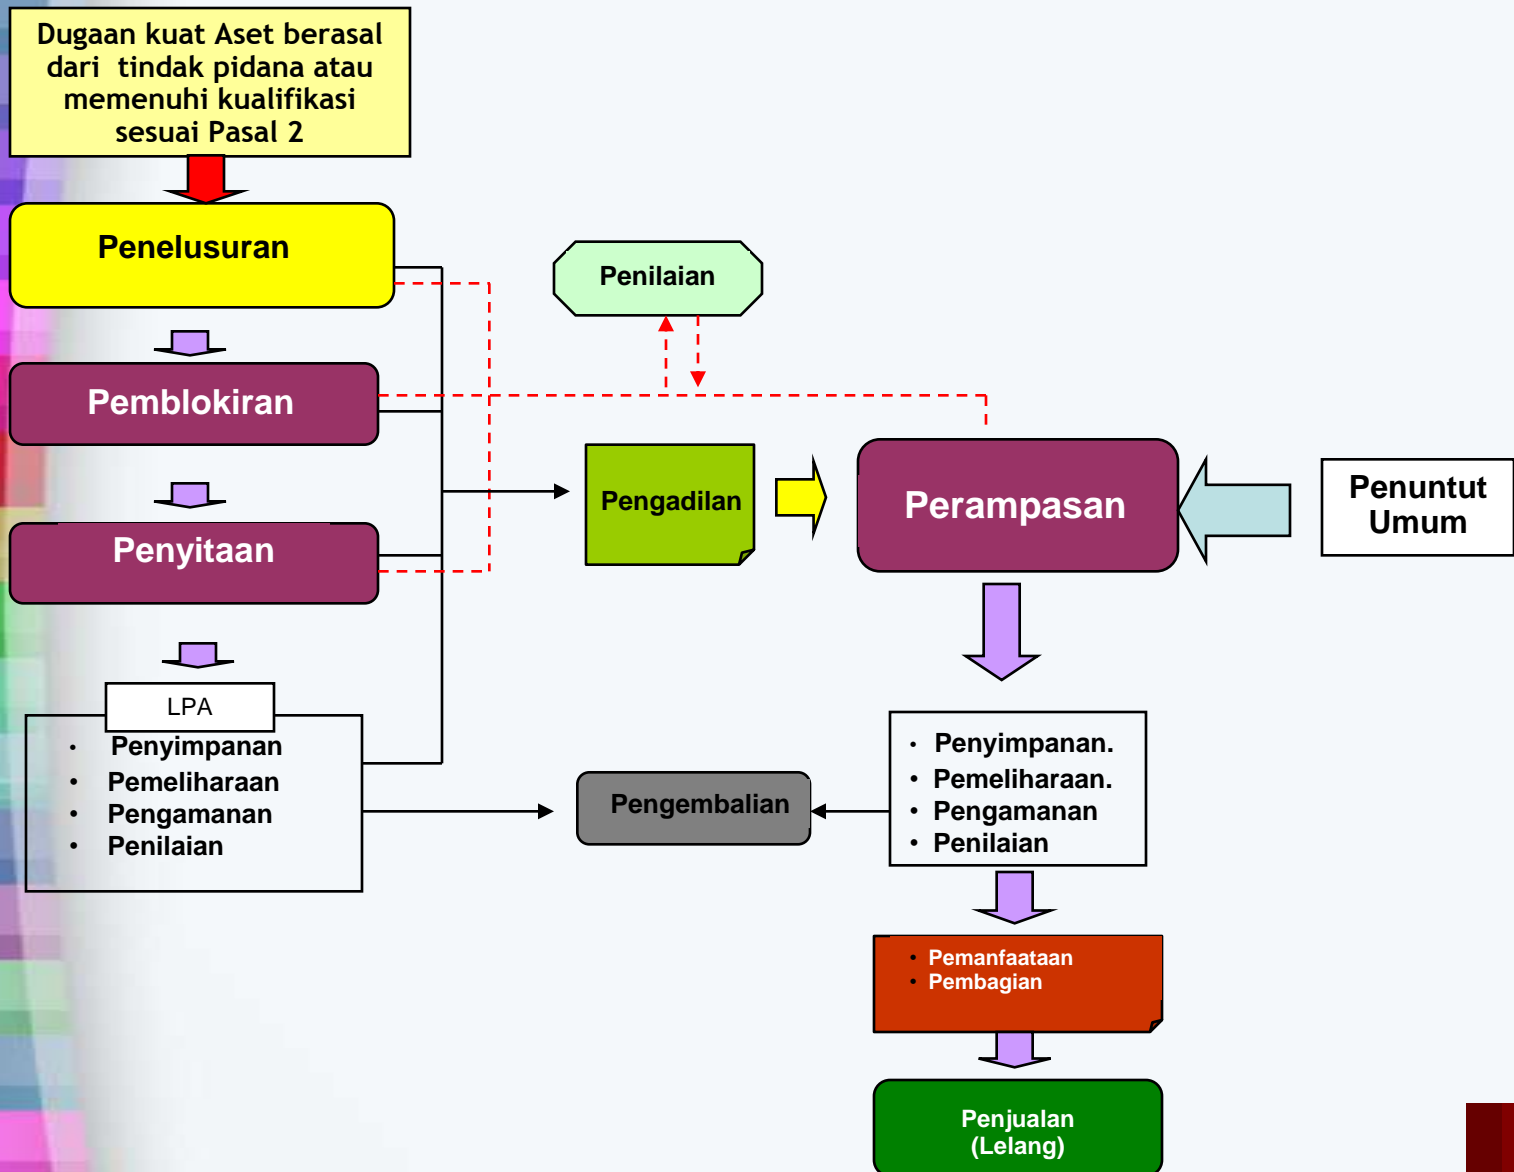 Dugaan kuat Aset berasal
dari tindak pidana atau
memenuhi kualifikasi
sesuai Pasal 2
Penelusuran
Penilaian
Pemblokiran
Pengadilan
Perampasan
Penuntut
Umum
Penyitaan
LPA
• Penyimpanan
• Pemeliharaan
• Pengamanan
• Penilaian
Pengembalian
• Penyimpanan.
• Pemeliharaan.
• Pengamanan
• Penilaian
• Pemanfaataan
• Pembagian
Penjualan
(Lelang)